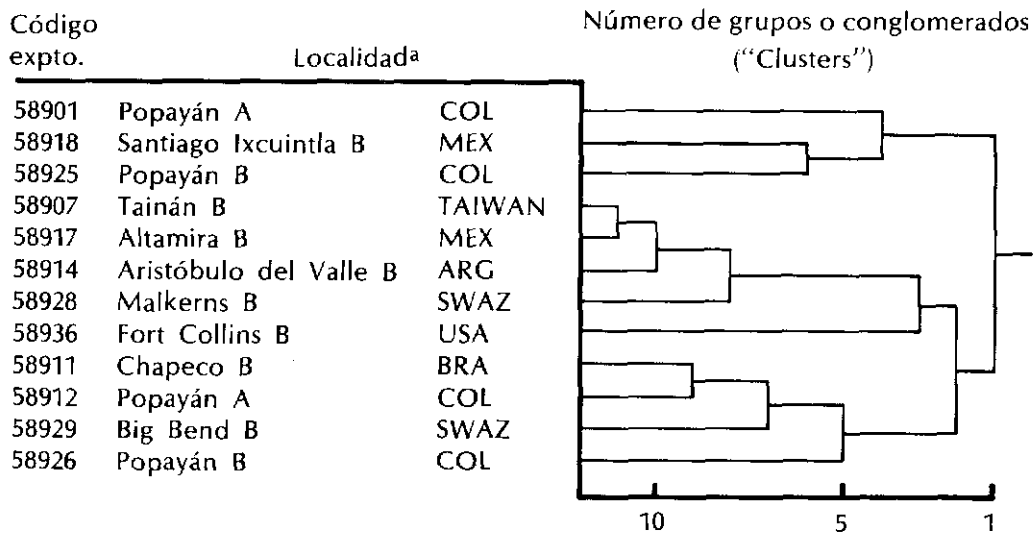 Código expto. Localidadª Número de grupos o conglomerados ("Clusters")
58901 Popayán A COL
58918 Santiago Ixcuintla B MEX
58925 Popayán B COL
58907 Tainán B TAIWAN
58917 Altamira B MEX
58914 Aristóbulo del Valle B ARG
58928 Malkerns B SWAZ
58936 Fort Collins B USA
58911 Chapeco B BRA
58912 Popayán A COL
58929 Big Bend B SWAZ
58926 Popayán B COL
10 5 1